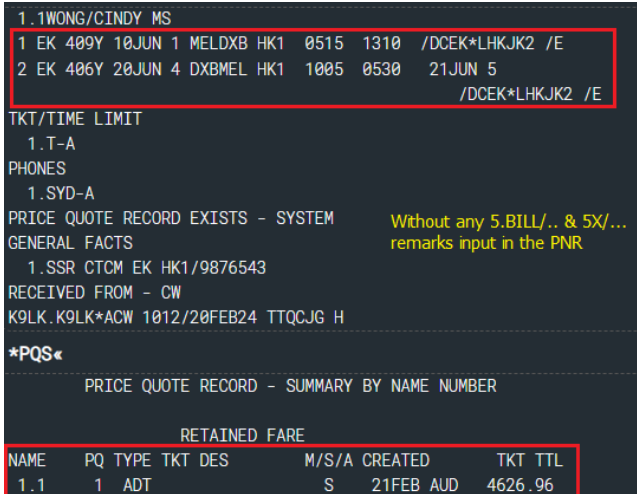 1.1WONG/CINDY MS
1 EK 409Y 10JUN 1 MELDXB HK1 0515 1310 /DCEK*LHKJK2 /E
2 EK 406Y 20JUN 4 DXBMEL HK1 1005 0530 21JUN 5
/DCEK*LHKJK2 /E
TKT/TIME LIMIT
1.T-A
PHONES
1.SYD-A
PRICE QUOTE RECORD EXISTS - SYSTEM
Without any 5.BILL/.. & 5X/...
GENERAL FACTS
remarks input in the PNR
1.SSR CTCM EK HK1/9876543
RECEIVED FROM - CW
K9LK.K9LK*ACW 1012/20FEB24 TTQCJG H
*PQS«
PRICE QUOTE RECORD - SUMMARY BY NAME NUMBER
RETAINED FARE
NAME PQ TYPE TKT DES M/S/A CREATED TKT TTL
1.1 1 ADT S 21FEB AUD 4626.96